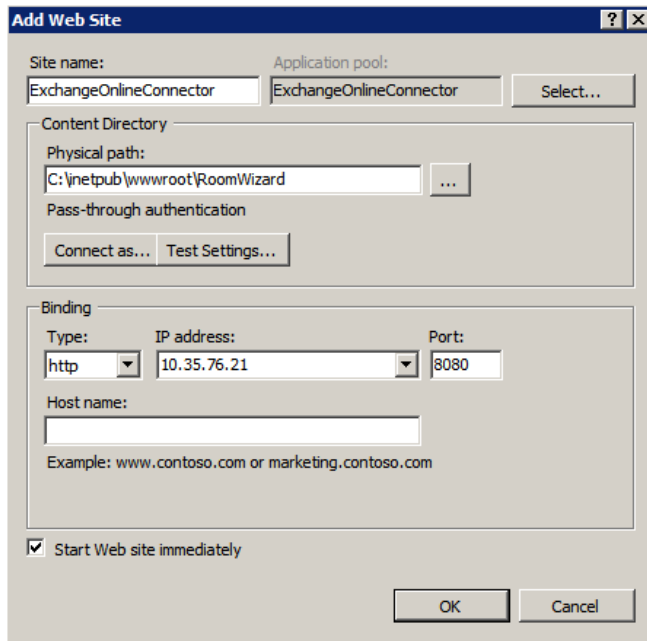 Add Web Site
Site name: Application pool:
ExchangeOnlineConnector ExchangeOnlineConnector Select...
Content Directory
Physical path:
C:\inetpub\wwwroot\RoomWizard ...
Pass-through authentication
Connect as... Test Settings...
Binding
Type: IP address: Port:
http 10.35.76.21 8080
Host name:
Example: www.contoso.com or marketing.contoso.com
Start Web site immediately
OK Cancel